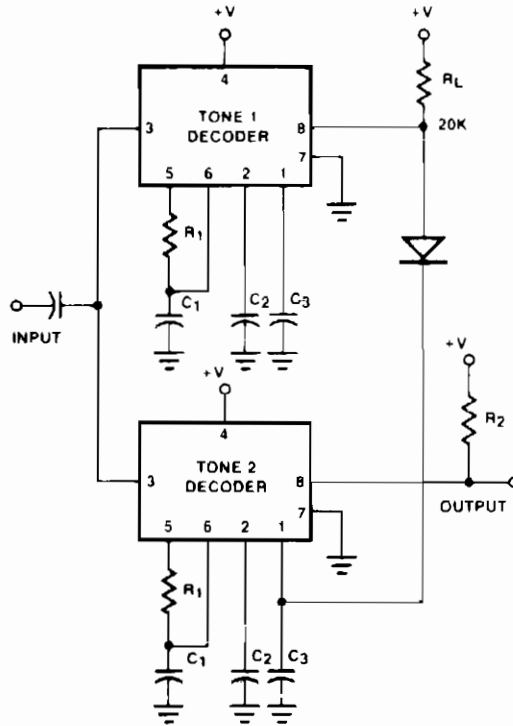 +V
+V
4
RL
TONE 1
DECODER
3
8
20K
7
5
6
2
1
R1
C1
C2
C3
INPUT
+V
+V
4
R2
TONE 2
DECODER
3
8
7
OUTPUT
5
6
2
1
R1
C1
C2
C3